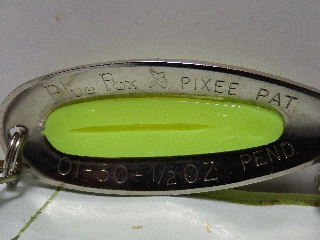 Blue Fox PIXEE PAT
01-30-1/2 OZ PEND